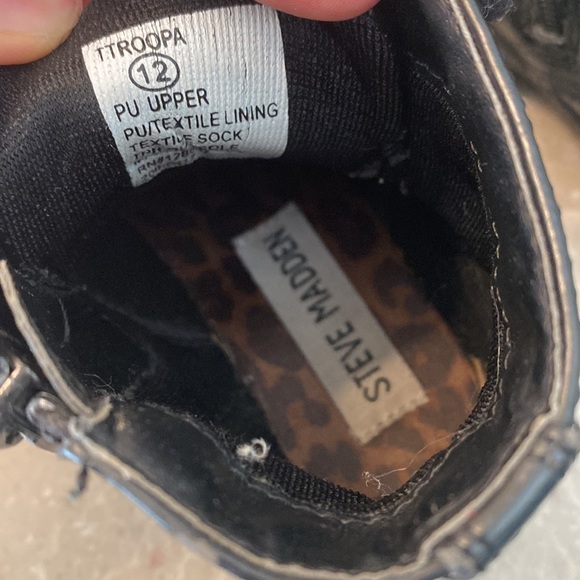 TTROOPA
12
PU UPPER
PU/TEXTILE LINING
TEXTILE SOCK
STEVE MADDEN